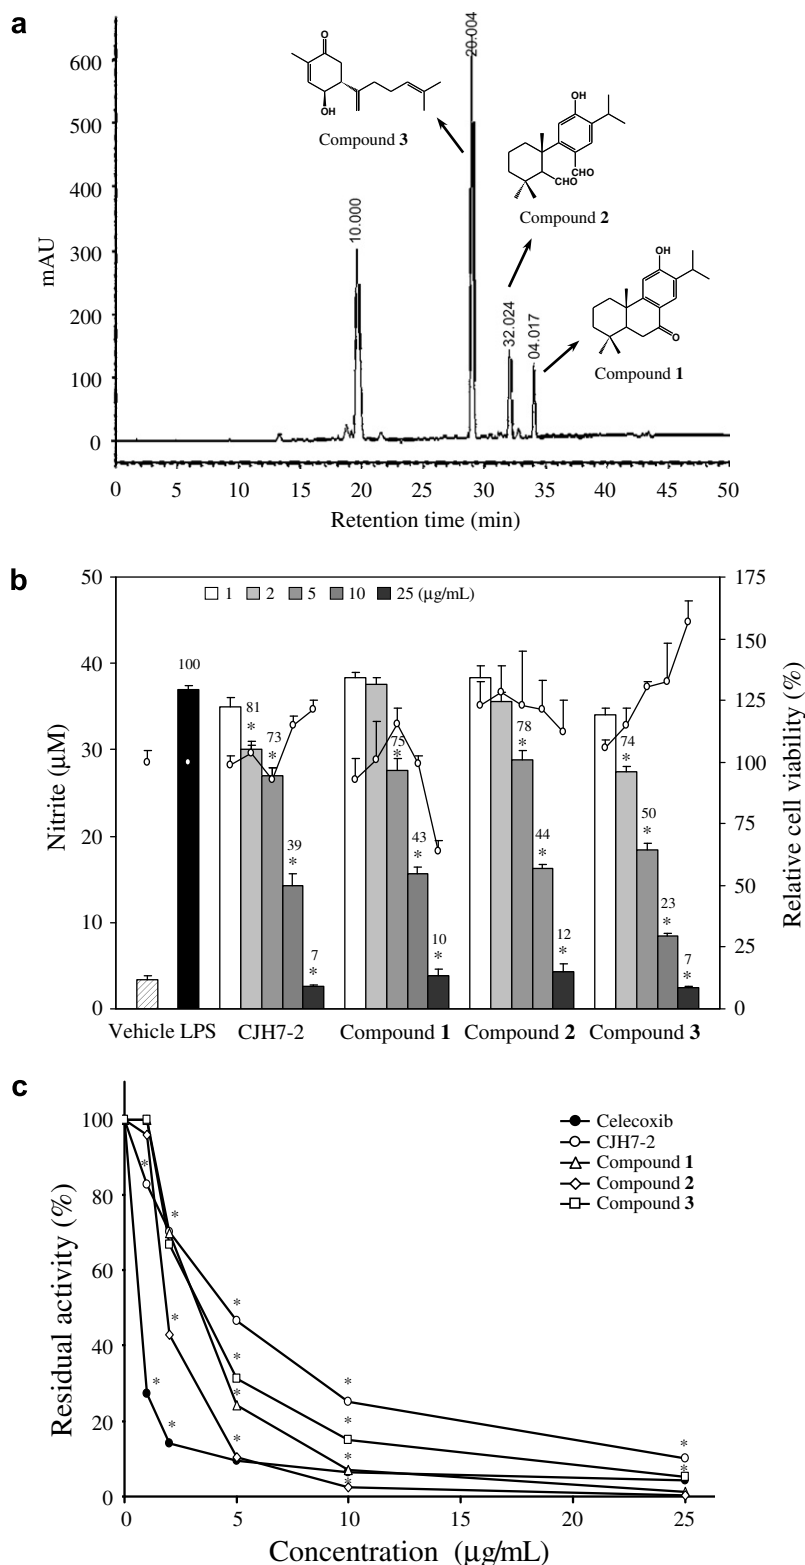 a
600
500
400
300
200
100
0
mAU
O
OH
Compound 3
10.000
20.004
32.024
04.017
OH
CHO
CHO
Compound 2
OH
O
Compound 1
0 5 10 15 20 25 30 35 40 45 50
Retention time (min)
b
1 2 5 10 25 (μg/mL)
50
40
30
20
10
0
Nitrite (μM)
100
81
*
73
*
39
*
7
*
75
*
43
*
10
*
78
*
44
*
12
*
74
*
50
*
23
*
7
*
175
150
125
100
75
50
25
0
Relative cell viability (%)
Vehicle LPS CJH7-2 Compound 1 Compound 2 Compound 3
c
100
80
60
40
20
0
Residual activity (%)
Celecoxib
CJH7-2
Compound 1
Compound 2
Compound 3
* * * * * * * * * * * * * * *
0 5 10 15 20 25
Concentration (μg/mL)